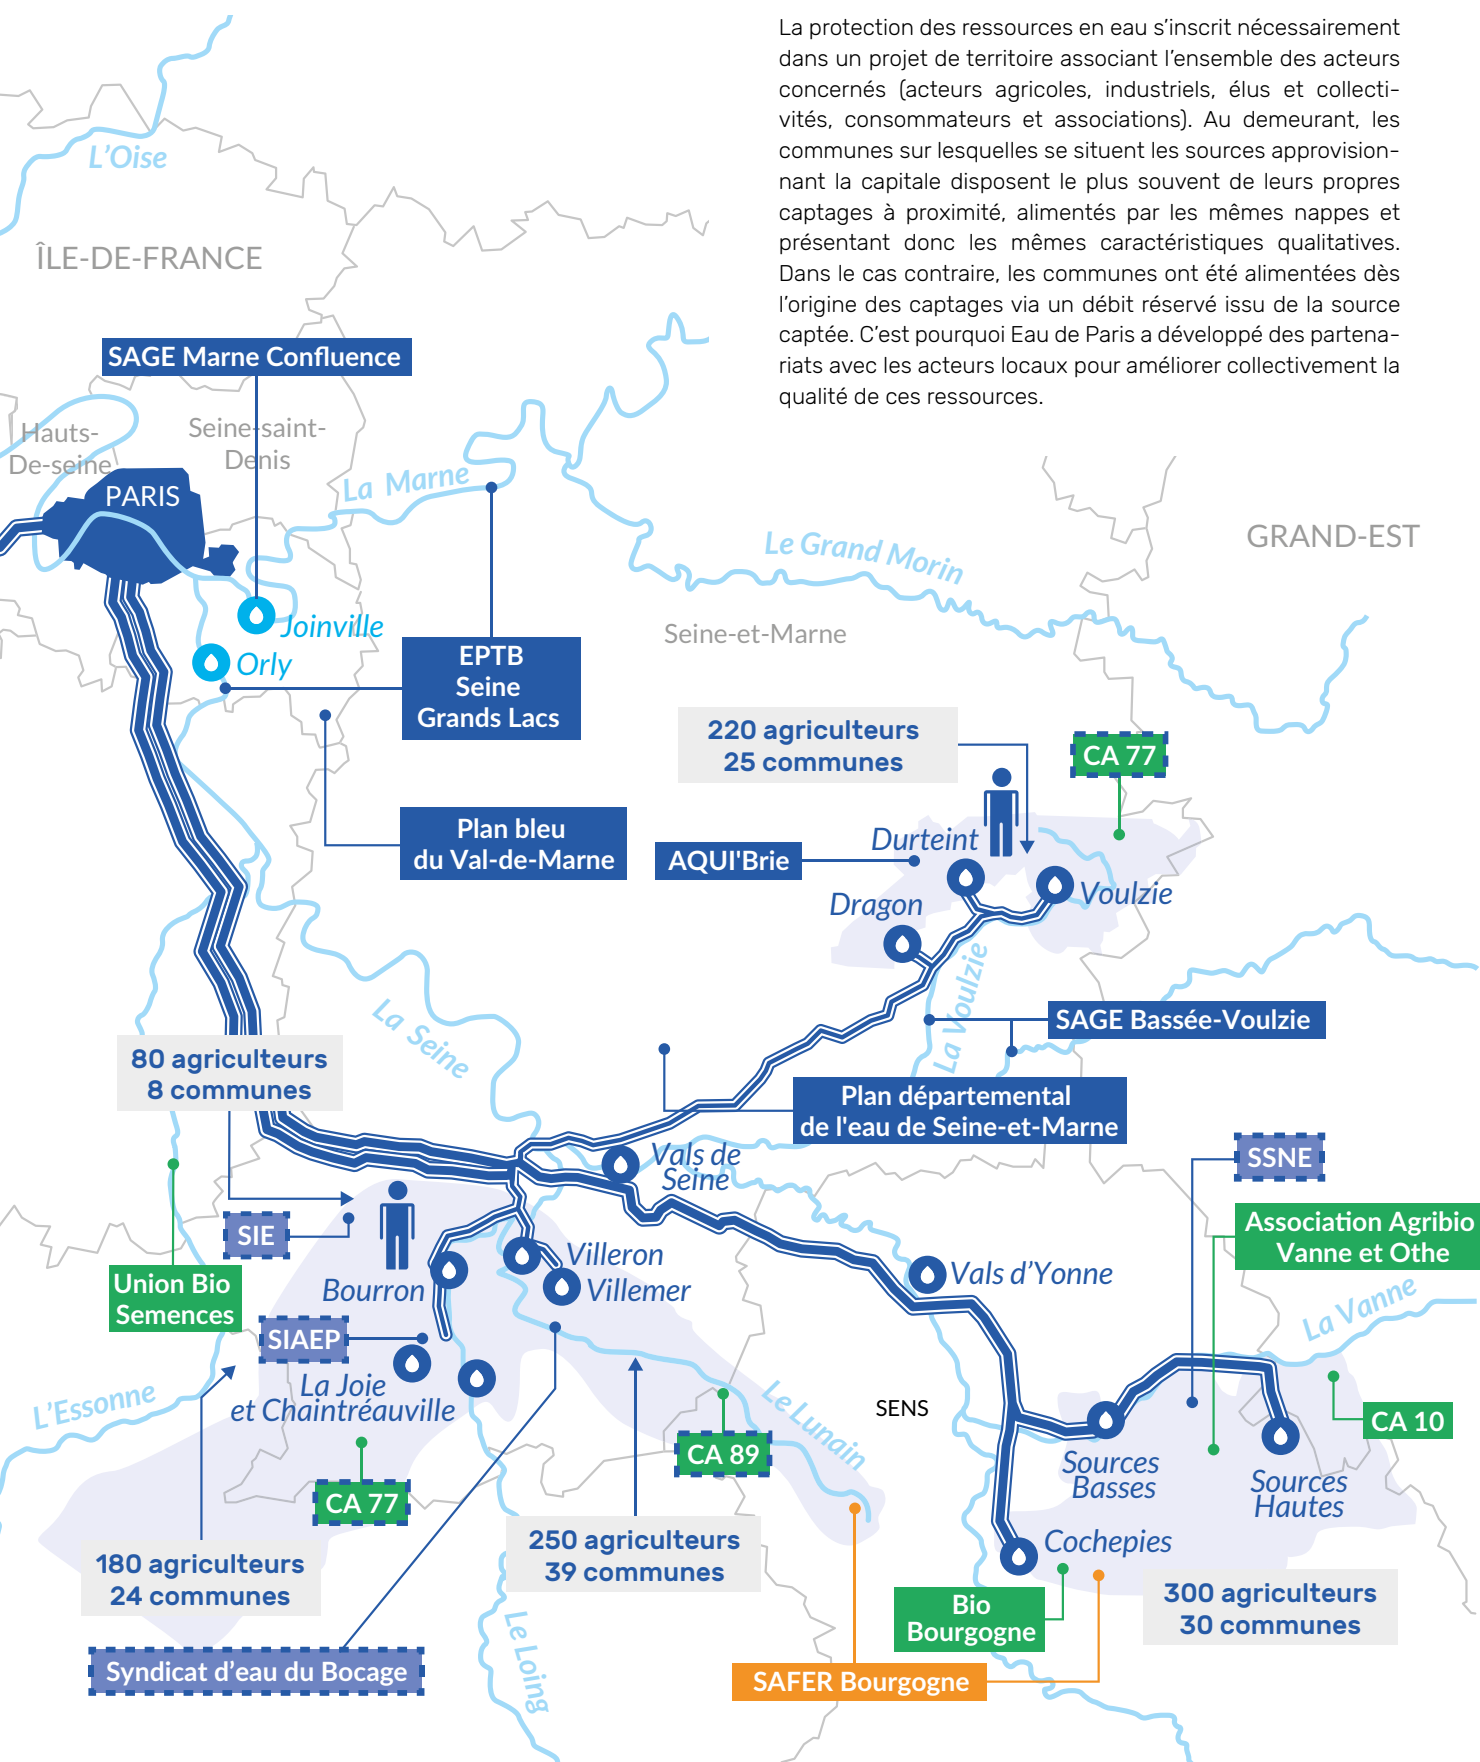 La protection des ressources en eau s’inscrit nécessairement
dans un projet de territoire associant l’ensemble des acteurs
concernés (acteurs agricoles, industriels, élus et collecti-
vités, consommateurs et associations). Au demeurant, les
communes sur lesquelles se situent les sources approvision-
nant la capitale disposent le plus souvent de leurs propres
captages à proximité, alimentés par les mêmes nappes et
présentant donc les mêmes caractéristiques qualitatives.
Dans le cas contraire, les communes ont été alimentées dès
l’origine des captages via un débit réservé issu de la source
captée. C’est pourquoi Eau de Paris a développé des partena-
riats avec les acteurs locaux pour améliorer collectivement la
qualité de ces ressources.
L’Oise
ÎLE-DE-FRANCE
SAGE Marne Confluence
Hauts-
De-seine
Seine-saint-
Denis
La Marne
PARIS
GRAND-EST
Le Grand Morin
Joinville
Orly
Seine-et-Marne
EPTB
Seine
Grands Lacs
220 agriculteurs
25 communes
CA 77
Plan bleu
du Val-de-Marne
AQUI'Brie
Durteint
Voulzie
Dragon
La Voulzie
La Seine
SAGE Bassée-Voulzie
80 agriculteurs
8 communes
Plan départemental
de l'eau de Seine-et-Marne
Vals de
Seine
SSNE
SIE
Association Agribio
Vanne et Othe
Villeron
Bourron
Villemer
Vals d’Yonne
Union Bio
Semences
La Vanne
SIAEP
La Joie
et Chaintréauville
L’Essonne
Le Lunain
SENS
CA 10
CA 89
Sources
Basses
Sources
Hautes
CA 77
250 agriculteurs
39 communes
Cochepies
180 agriculteurs
24 communes
300 agriculteurs
30 communes
Bio
Bourgogne
Le Loing
Syndicat d’eau du Bocage
SAFER Bourgogne